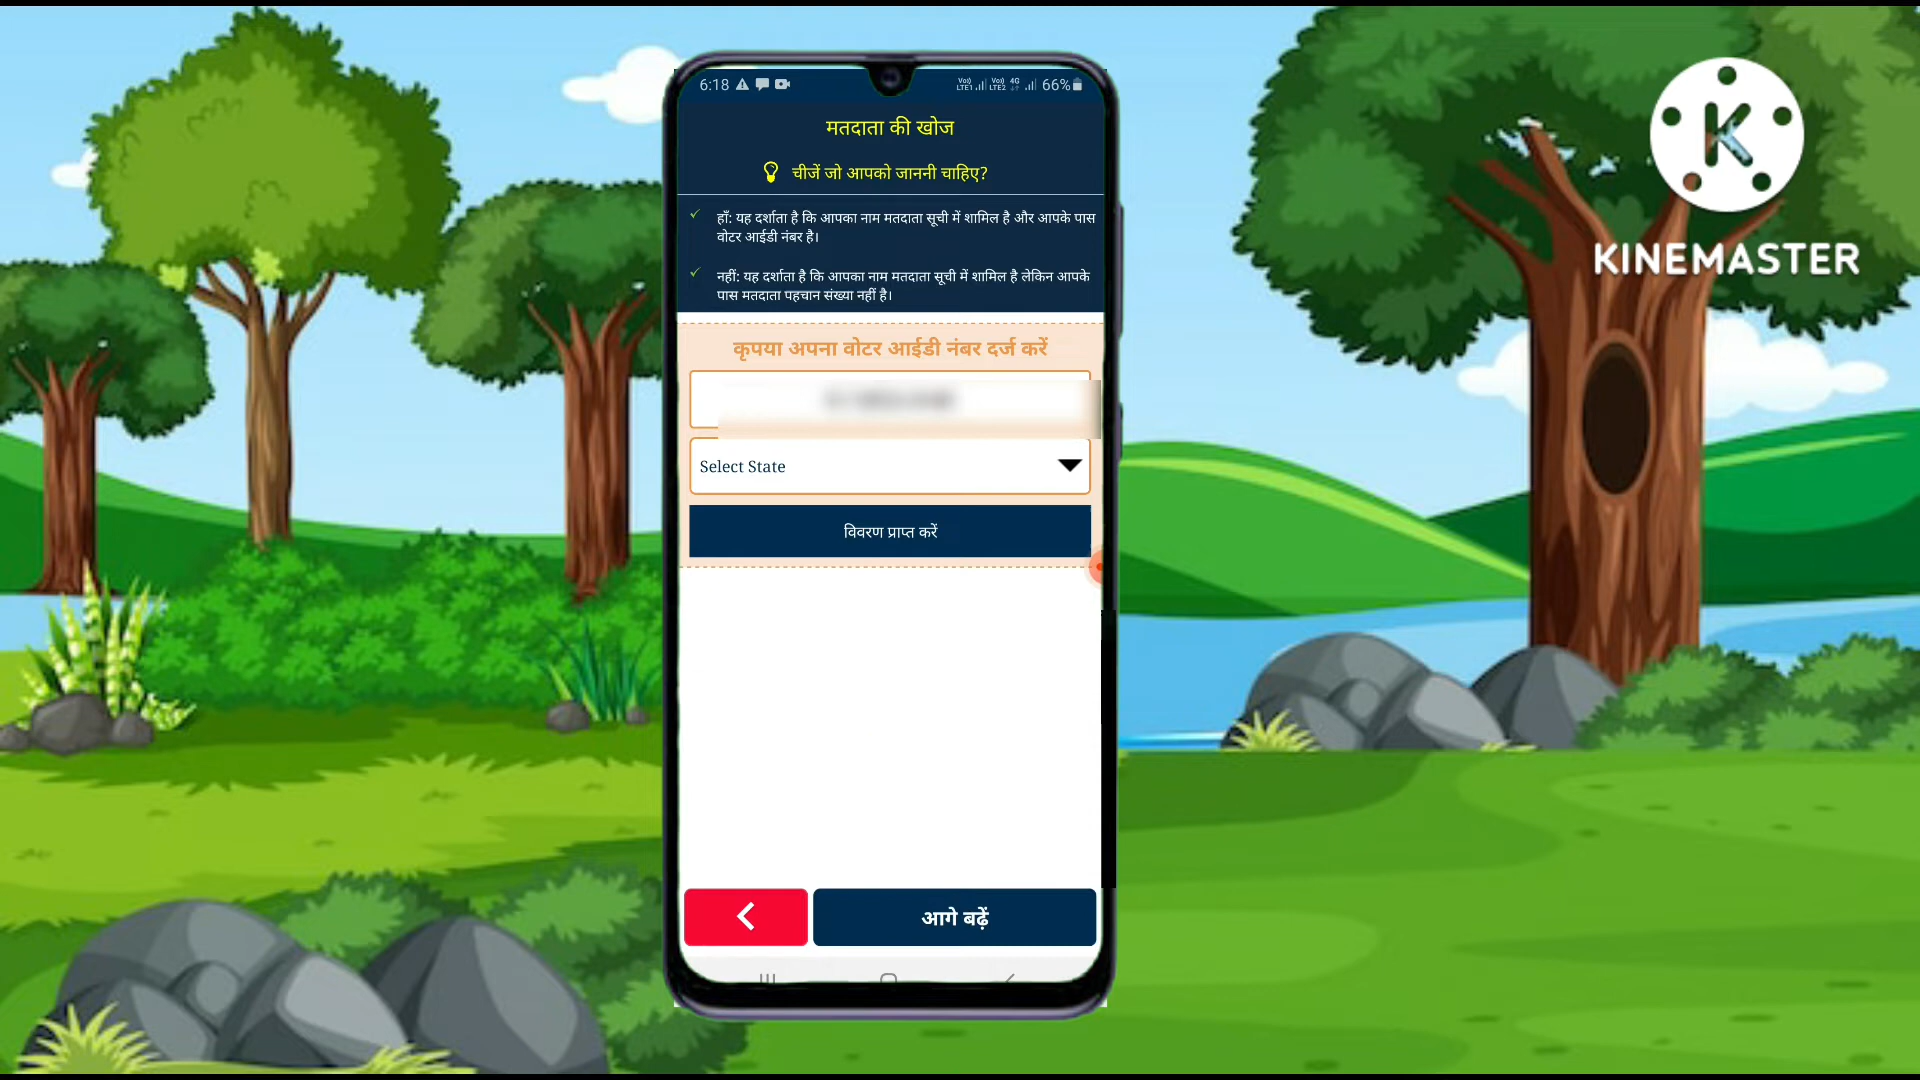 6:18
66%
मतदाता की खोज
चीजें जो आपको जाननी चाहिए?
हाँ: यह दर्शाता है कि आपका नाम मतदाता सूची में शामिल है और आपके पास
वोटर आईडी नंबर है।
नहीं: यह दर्शाता है कि आपका नाम मतदाता सूची में शामिल है लेकिन आपके
पास मतदाता पहचान संख्या नहीं है।
कृपया अपना वोटर आईडी नंबर दर्ज करें
Select State
विवरण प्राप्त करें
आगे बढ़ें
K
KINEMASTER